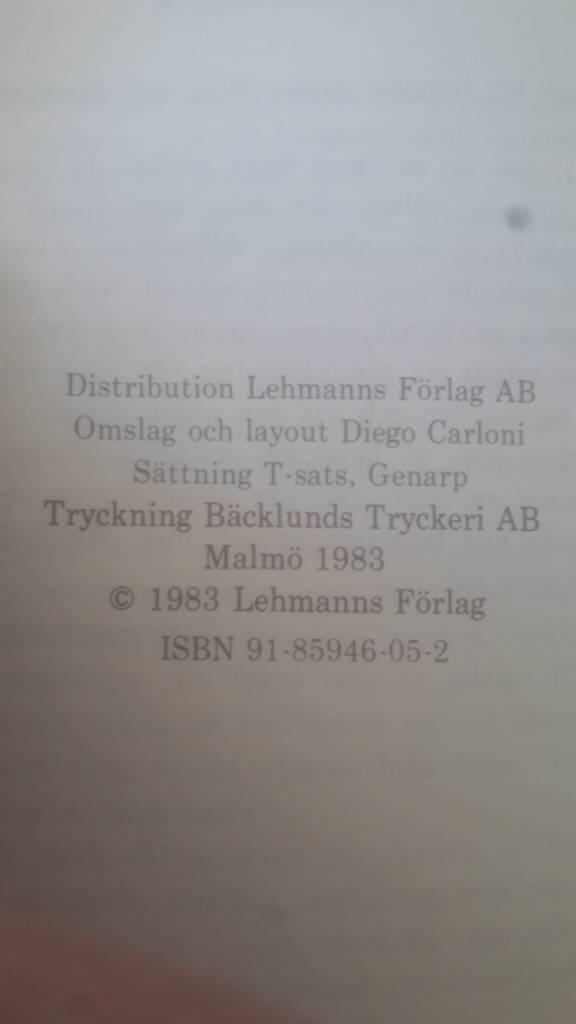 Distribution Lehmanns Förlag AB
Omslag och layout Diego Carloni
Sättning T-sats, Genarp
Tryckning Bäcklunds Tryckeri AB
Malmö 1983
© 1983 Lehmanns Förlag
ISBN 91-85946-05-2